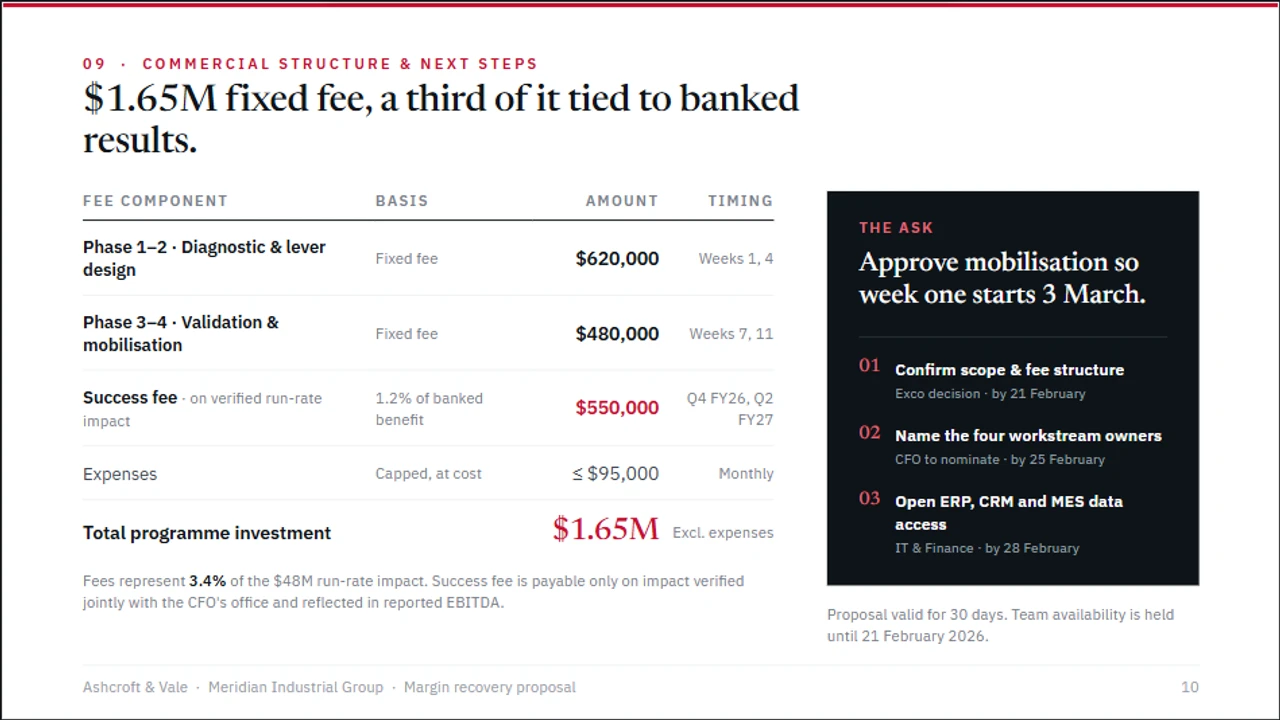 09 · COMMERCIAL STRUCTURE & NEXT STEPS
$1.65M fixed fee, a third of it tied to banked
results.
FEE COMPONENT BASIS AMOUNT TIMING
Phase 1–2 · Diagnostic & lever
design
Fixed fee $620,000 Weeks 1, 4
Phase 3–4 · Validation &
mobilisation
Fixed fee $480,000 Weeks 7, 11
Success fee · on verified run-rate
impact
1.2% of banked
benefit
$550,000
Q4 FY26, Q2
FY27
Expenses Capped, at cost ≤ $95,000 Monthly
Total programme investment $1.65M Excl. expenses
Fees represent 3.4% of the $48M run-rate impact. Success fee is payable only on impact verified
jointly with the CFO's office and reflected in reported EBITDA.
THE ASK
Approve mobilisation so
week one starts 3 March.
01 Confirm scope & fee structure
Exco decision · by 21 February
02 Name the four workstream owners
CFO to nominate · by 25 February
03 Open ERP, CRM and MES data
access
IT & Finance · by 28 February
Proposal valid for 30 days. Team availability is held
until 21 February 2026.
Ashcroft & Vale · Meridian Industrial Group · Margin recovery proposal 10